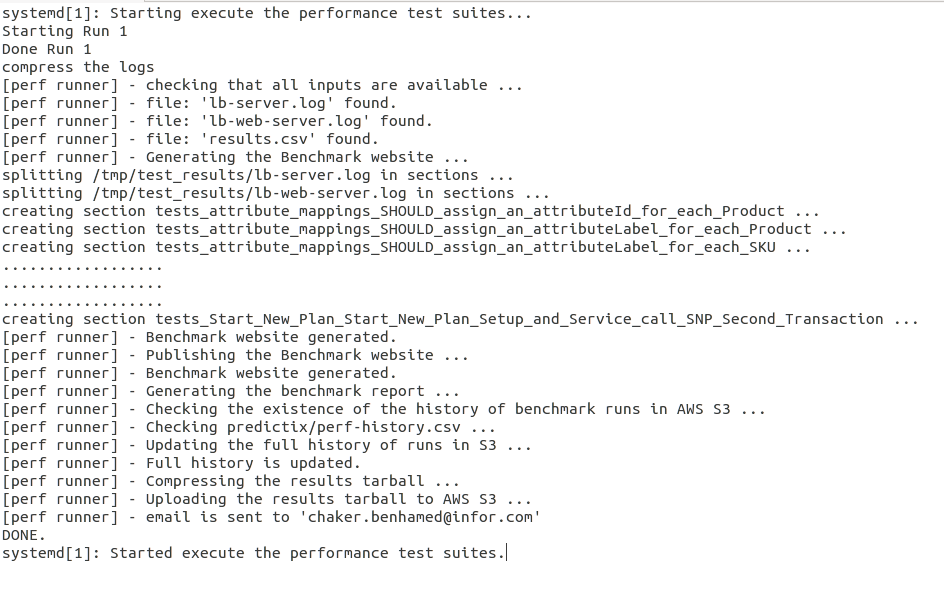 systemd[1]: Starting execute the performance test suites...
Starting Run 1
Done Run 1
compress the logs
[perf runner] - checking that all inputs are available ...
[perf runner] - file: 'lb-server.log' found.
[perf runner] - file: 'lb-web-server.log' found.
[perf runner] - file: 'results.csv' found.
[perf runner] - Generating the Benchmark website ...
splitting /tmp/test_results/lb-server.log in sections ...
splitting /tmp/test_results/lb-web-server.log in sections ...
creating section tests_attribute_mappings_SHOULD_assign_an_attributeId_for_each_Product ...
creating section tests_attribute_mappings_SHOULD_assign_an_attributeLabel_for_each_Product ...
creating section tests_attribute_mappings_SHOULD_assign_an_attributeLabel_for_each_SKU ...
..................
..................
..................
creating section tests_Start_New_Plan_Start_New_Plan_Setup_and_Service_call_SNP_Second_Transaction ...
[perf runner] - Benchmark website generated.
[perf runner] - Publishing the Benchmark website ...
[perf runner] - Benchmark website generated.
[perf runner] - Generating the benchmark report ...
[perf runner] - Checking the existence of the history of benchmark runs in AWS S3 ...
[perf runner] - Checking predictix/perf-history.csv ...
[perf runner] - Updating the full history of runs in S3 ...
[perf runner] - Full history is updated.
[perf runner] - Compressing the results tarball ...
[perf runner] - Uploading the results tarball to AWS S3 ...
[perf runner] - email is sent to 'chaker.benhamed@infor.com'
DONE.
systemd[1]: Started execute the performance test suites.